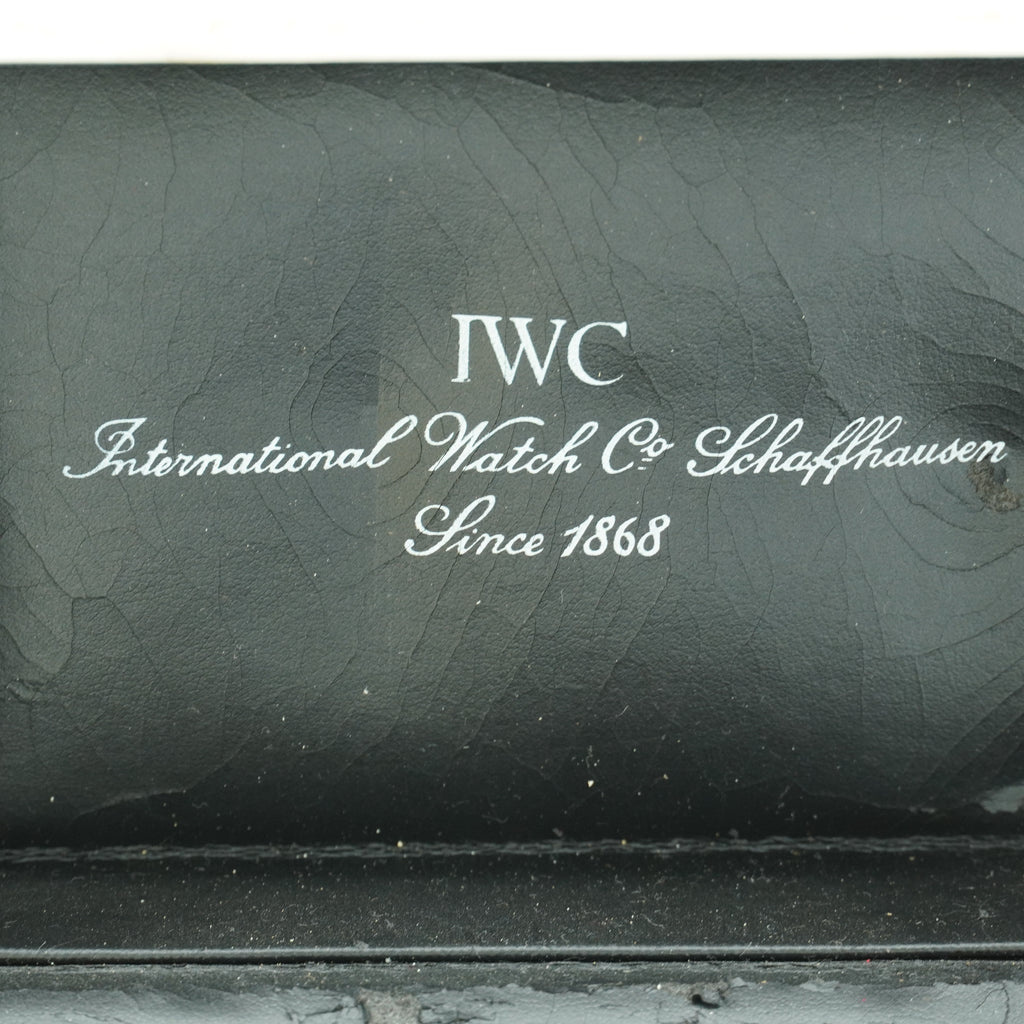 IWC
International Watch Co Schaffhausen
Since 1868